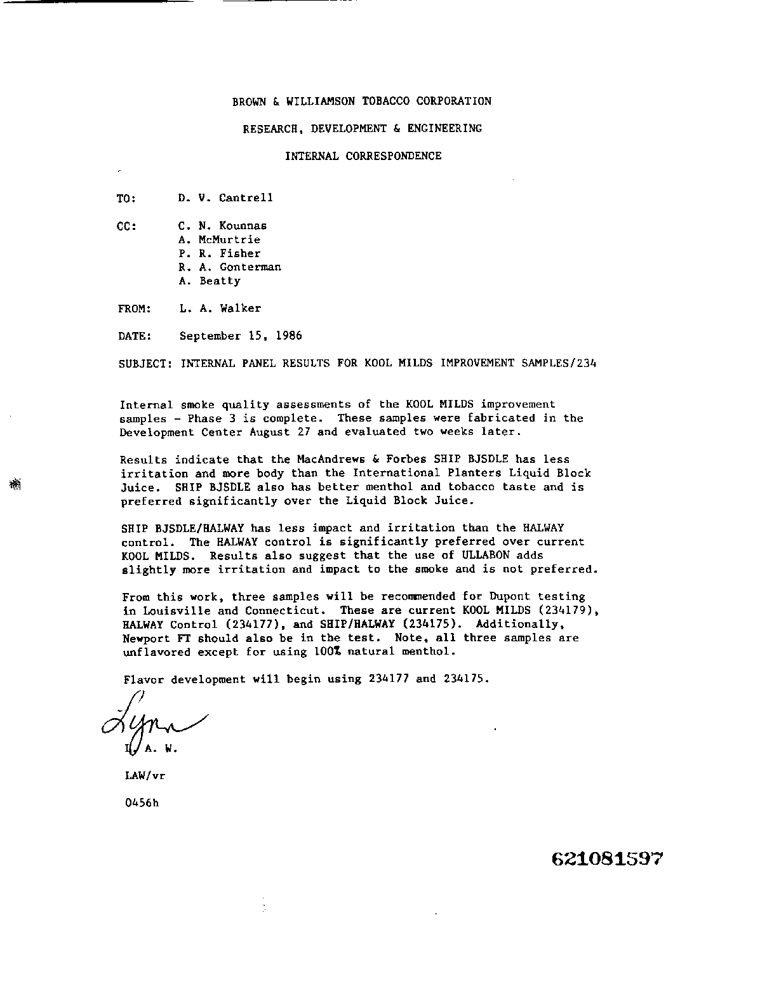 BROWN & WILLIAMSON TOBACCO CORPORATION
RESEARCH, DEVELOPMENT & ENGINEERING
INTERNAL CORRESPONDENCE
TO: D. V. Cantrell
CC: C. N. Kounnas
A. McMurtrie
P. R. Fisher
R. A. Gonterman
A. Beatty
FROM: L. A. Walker
DATE: September 15, 1986
SUBJECT: INTERNAL PANEL RESULTS FOR KOOL MILDS IMPROVEMENT SAMPLES/234
Internal smoke quality assessments of the KOOL MILDS improvement
samples - Phase 3 is complete. These samples were fabricated in the
Development Center August 27 and evaluated two weeks later.
Results indicate that the MacAndrews & Forbes SHIP BJSDLE has less
irritation and more body than the International Planters Liquid Block
Juice. SHIP BJSDLE also has better menthol and tobacco taste and is
preferred significantly over the Liquid Block Juice.
SHIP BJSDLE/HALWAY has less impact and irritation than the HALWAY
control. The HALWAY control is significantly preferred over current
KOOL MILDS. Results also suggest that the use of ULLABON adds
slightly more irritation and impact to the smoke and is not preferred.
From this work, three samples will be recommended for Dupont testing
in Louisville and Connecticut. These are current KOOL MILDS (234179),
HALWAY Control (234177), and SHIP/HALWAY (234175). Additionally,
Newport FT should also be in the test. Note, all three samples are
unflavored except for using 100% natural menthol.
Flavor development will begin using 234177 and 234175.
Lynn
L. A. W.
LAW/vr
0456h
621081597